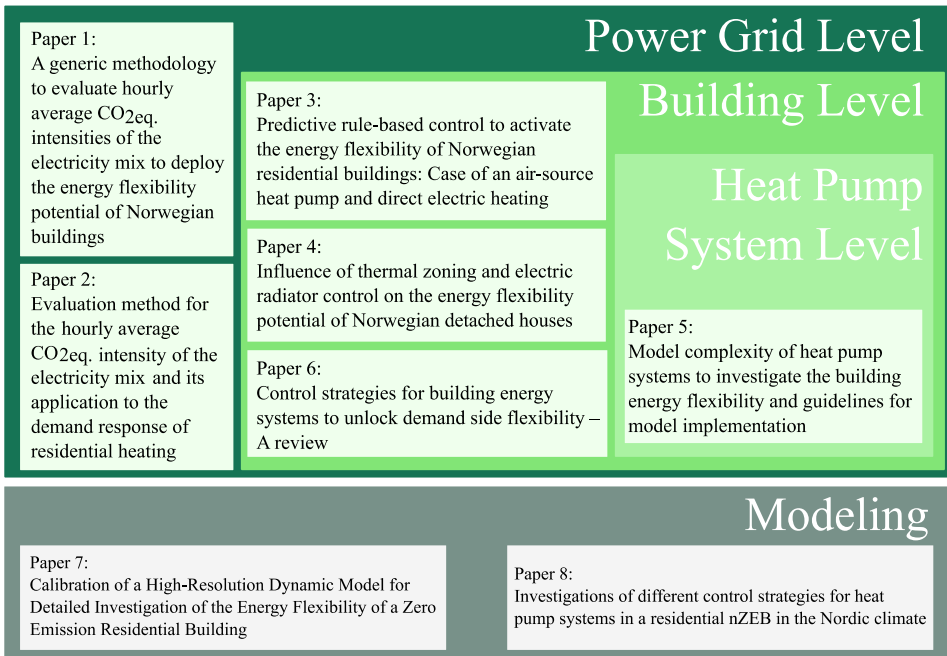 Power Grid Level
Paper 1:
A generic methodology
to evaluate hourly
average CO2eq.
intensities of the
electricity mix to deploy
the energy flexibility
potential of Norwegian
buildings
Paper 2:
Evaluation method for
the hourly average
CO2eq. intensity of the
electricity mix and its
application to the
demand response of
residential heating
Building Level
Paper 3:
Predictive rule-based control to activate
the energy flexibility of Norwegian
residential buildings: Case of an air-source
heat pump and direct electric heating
Paper 4:
Influence of thermal zoning and electric
radiator control on the energy flexibility
potential of Norwegian detached houses
Paper 6:
Control strategies for building energy
systems to unlock demand side flexibility –
A review
Heat Pump
System Level
Paper 5:
Model complexity of heat pump
systems to investigate the building
energy flexibility and guidelines for
model implementation
Modeling
Paper 7:
Calibration of a High-Resolution Dynamic Model for
Detailed Investigation of the Energy Flexibility of a Zero
Emission Residential Building
Paper 8:
Investigations of different control strategies for heat
pump systems in a residential nZEB in the Nordic climate